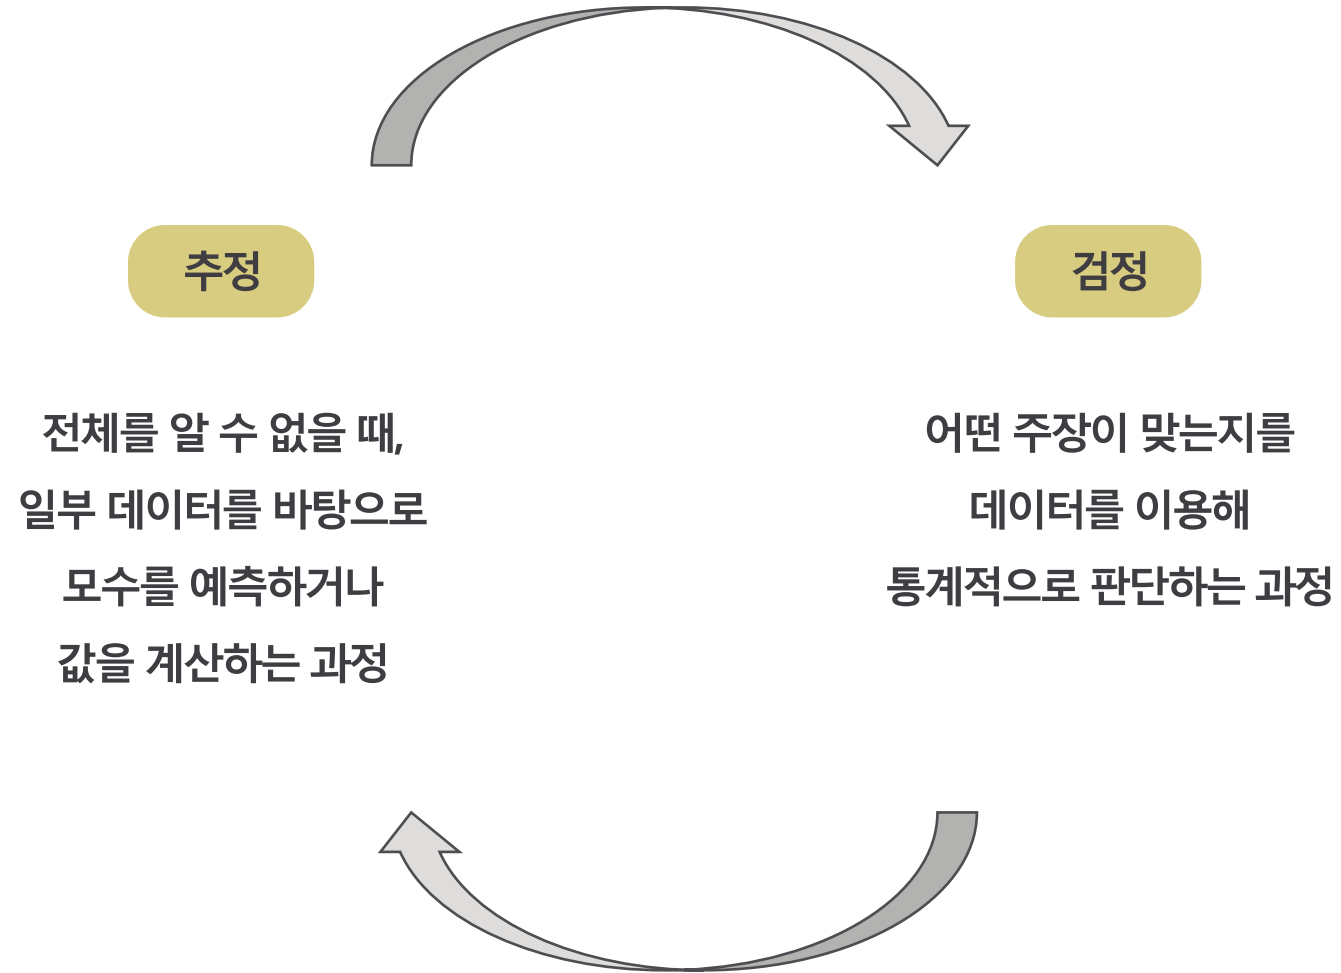 추정
전체를 알 수 없을 때,
일부 데이터를 바탕으로
모수를 예측하거나
값을 계산하는 과정
검정
어떤 주장이 맞는지를
데이터를 이용해
통계적으로 판단하는 과정